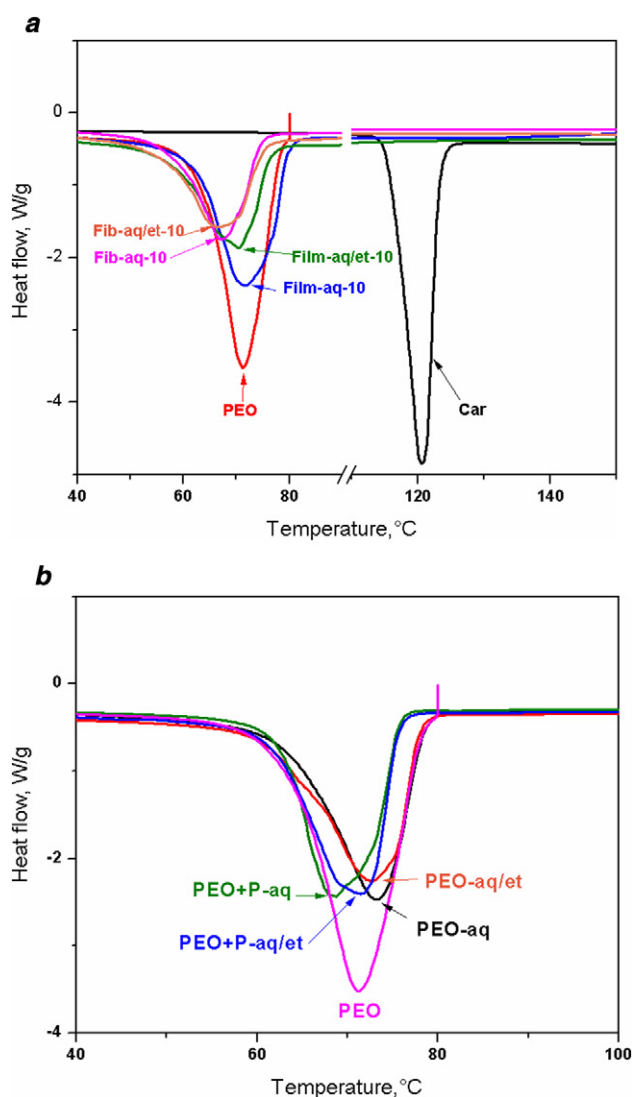 a
0
Fib-aq/et-10
Fib-aq-10
Film-aq/et-10
Film-aq-10
-2
Heat flow, W/g
-4
PEO
Car
40 60 80 120 140
Temperature,°C
b
0
Heat flow, W/g
-2
PEO+P-aq
PEO-aq/et
PEO-aq
PEO+P-aq/et
PEO
-4
40 60 80 100
Temperature,°C